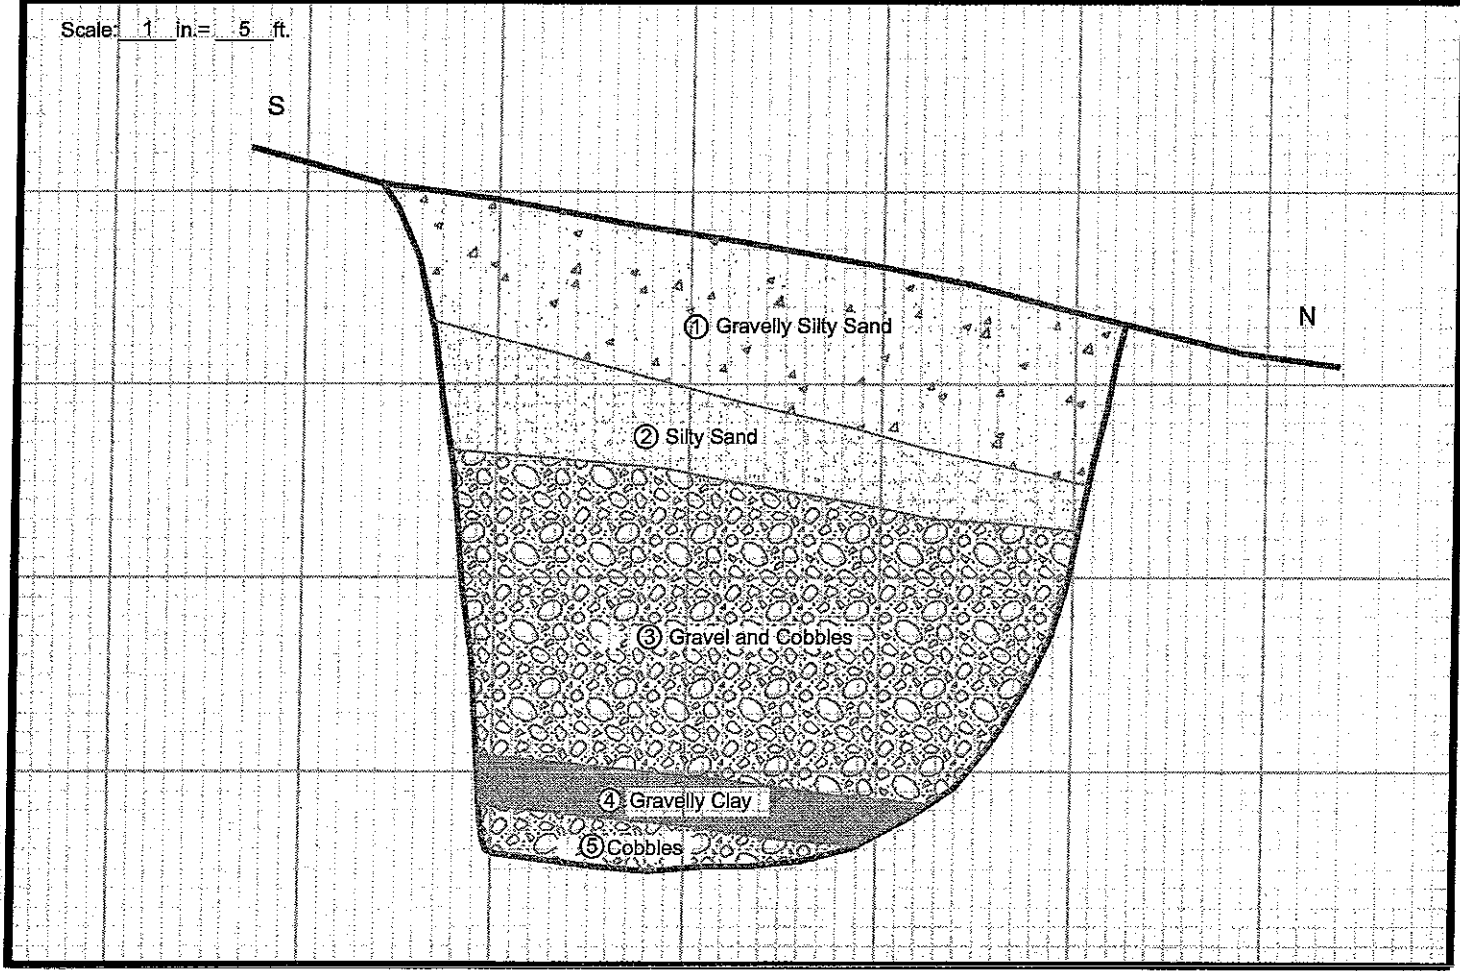 Scale: 1 in.= 5 ft.
S
N
① Gravelly Silty Sand
② Silty Sand
③ Gravel and Cobbles
④ Gravelly Clay
⑤ Cobbles